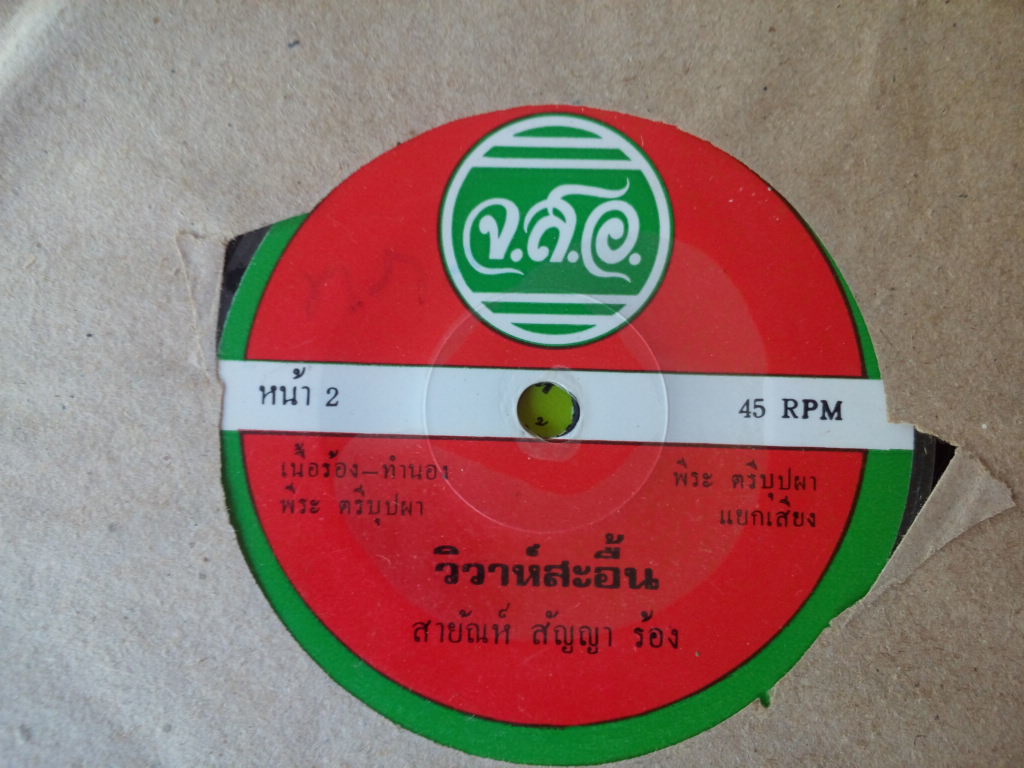 จ.ส.อ.
หน้า 2
45 RPM
เนื้อร้อง–ทำนอง
พีระ ตรีบุปผา
พีระ ตรีบุปผา
แยกเสียง
วิวาห์สะอื้น
สายัณห์ สัญญา ร้อง